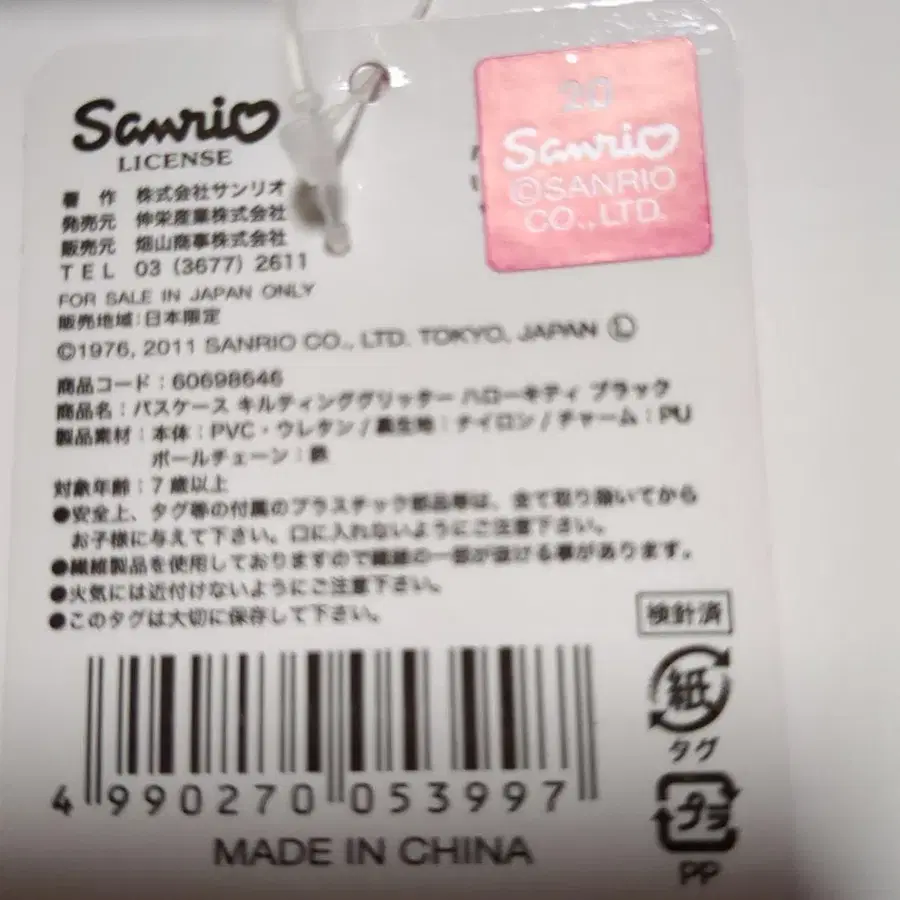 Sanrio
LICENSE
著 作 株式会社サンリオ
発売元 伸栄産業株式会社
販売元 畑山商事株式会社
TEL 03 (3677) 2611
FOR SALE IN JAPAN ONLY
販売地域:日本限定
©1976, 2011 SANRIO CO., LTD. TOKYO, JAPAN Ⓛ
商品コード:60698646
商品名:パスケース キルティンググリッター ハローキティ ブラック
製品素材:本体:PVC・ウレタン/裏生地:ナイロン/チャーム:PU
ボールチェーン:鉄
対象年齢:7歳以上
●安全上、タグ等の付属のプラスチック部品等は、全て取り除いてから
お子様に与えて下さい。口に入れないようにご注意下さい。
●繊維製品を使用しておりますので繊維の一部が抜ける事があります。
●火気には近付けないようにご注意下さい。
●このタグは大切に保存して下さい。
4 990270 053997
MADE IN CHINA
20
Sanrio
©SANRIO
CO., LTD.
検針済
紙
タグ
プラ
PP